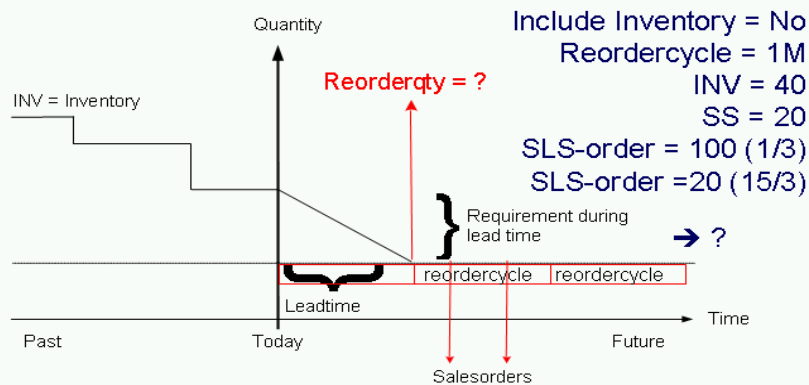 Include Inventory = No
Quantity
Reordercycle = 1M
Reorderqty = ?
INV = 40
INV = Inventory
SS = 20
SLS-order = 100 (1/3)
SLS-order =20 (15/3)
Requirement during
lead time
➔ ?
reordercycle
reordercycle
Leadtime
Time
Past
Today
Future
Salesorders